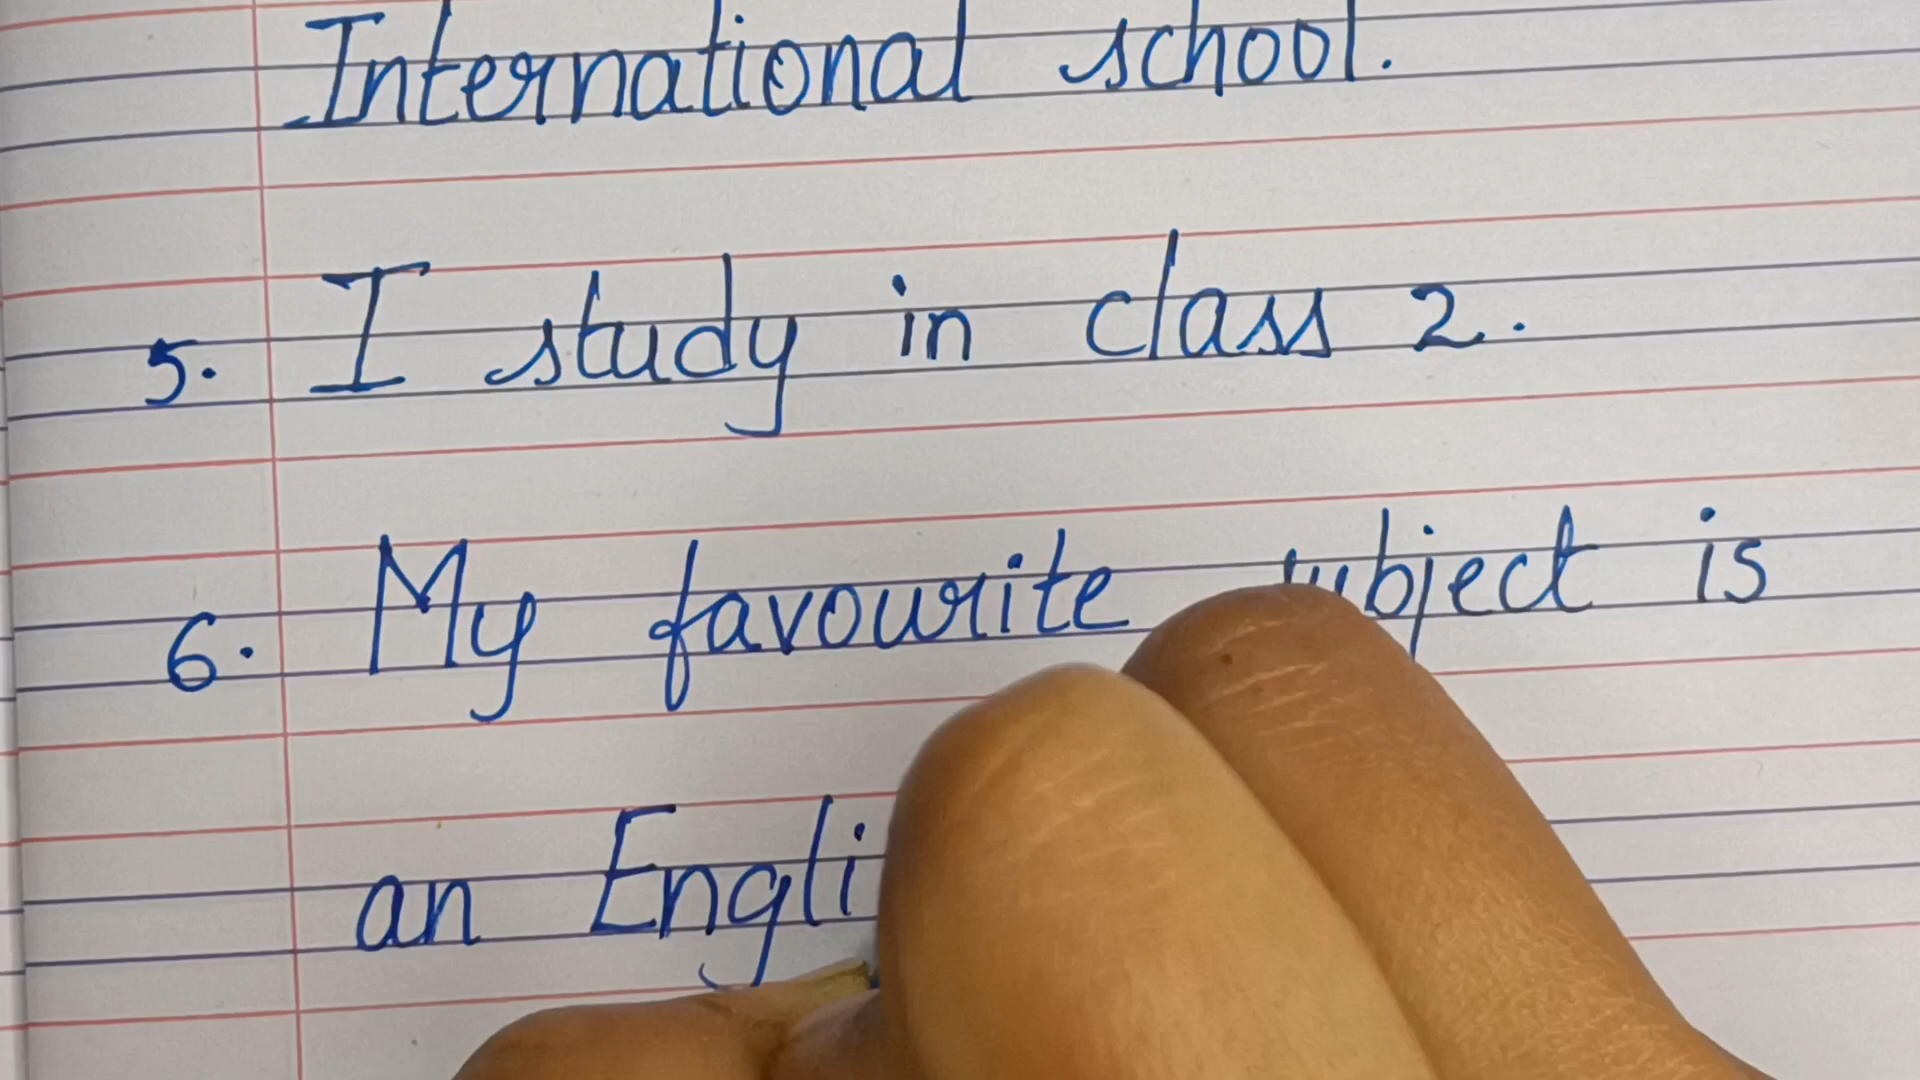 International school.
5. I study in class 2.
6. My favourite subject is
an Engli